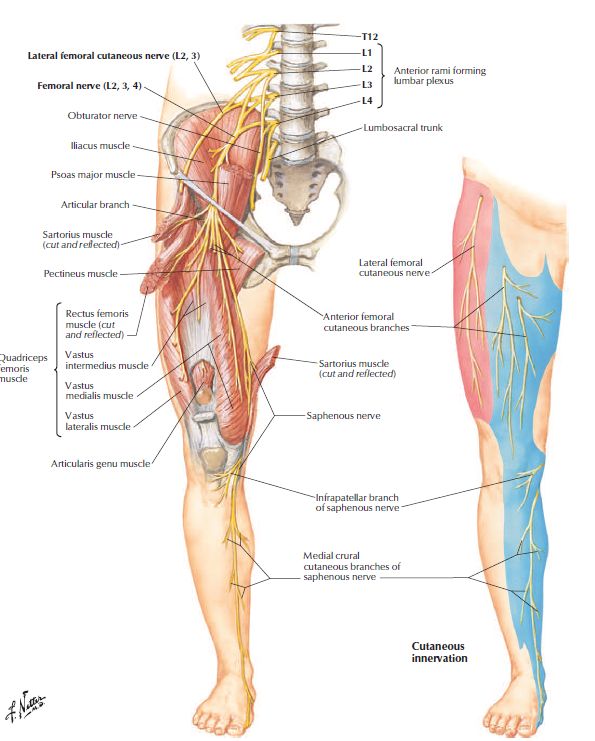 T12
L1
L2
L3
L4
Anterior rami forming
lumbar plexus
Lumbosacral trunk
Lateral femoral cutaneous nerve (L2, 3)
Femoral nerve (L2, 3, 4)
Obturator nerve
Iliacus muscle
Psoas major muscle
Articular branch
Sartorius muscle
(cut and reflected)
Pectineus muscle
Quadriceps
femoris
muscle
Rectus femoris
muscle (cut
and reflected)
Vastus
intermedius muscle
Vastus
medialis muscle
Vastus
lateralis muscle
Articularis genu muscle
Lateral femoral
cutaneous nerve
Anterior femoral
cutaneous branches
Sartorius muscle
(cut and reflected)
Saphenous nerve
Infrapatellar branch
of saphenous nerve
Medial crural
cutaneous branches of
saphenous nerve
Cutaneous
innervation
F. Netter
M.D.